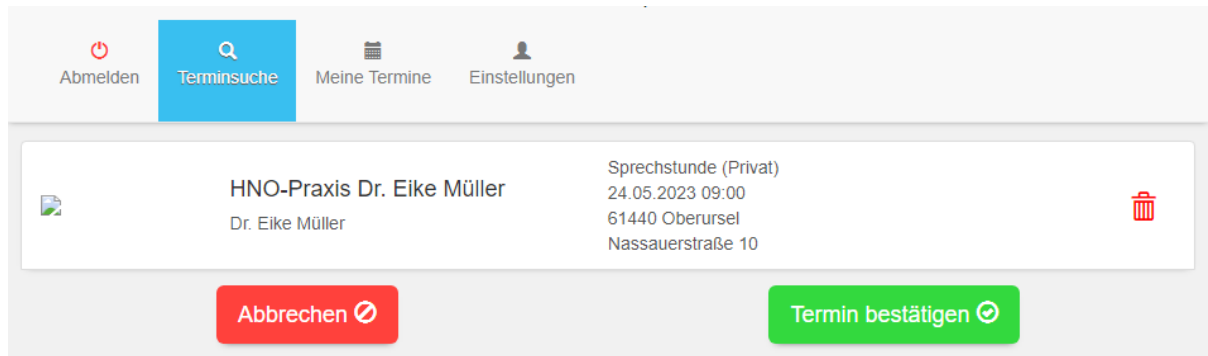 Abmelden
Terminsuche
Meine Termine
Einstellungen
HNO-Praxis Dr. Eike Müller
Dr. Eike Müller
Sprechstunde (Privat)
24.05.2023 09:00
61440 Oberursel
Nassauerstraße 10
Abbrechen
Termin bestätigen